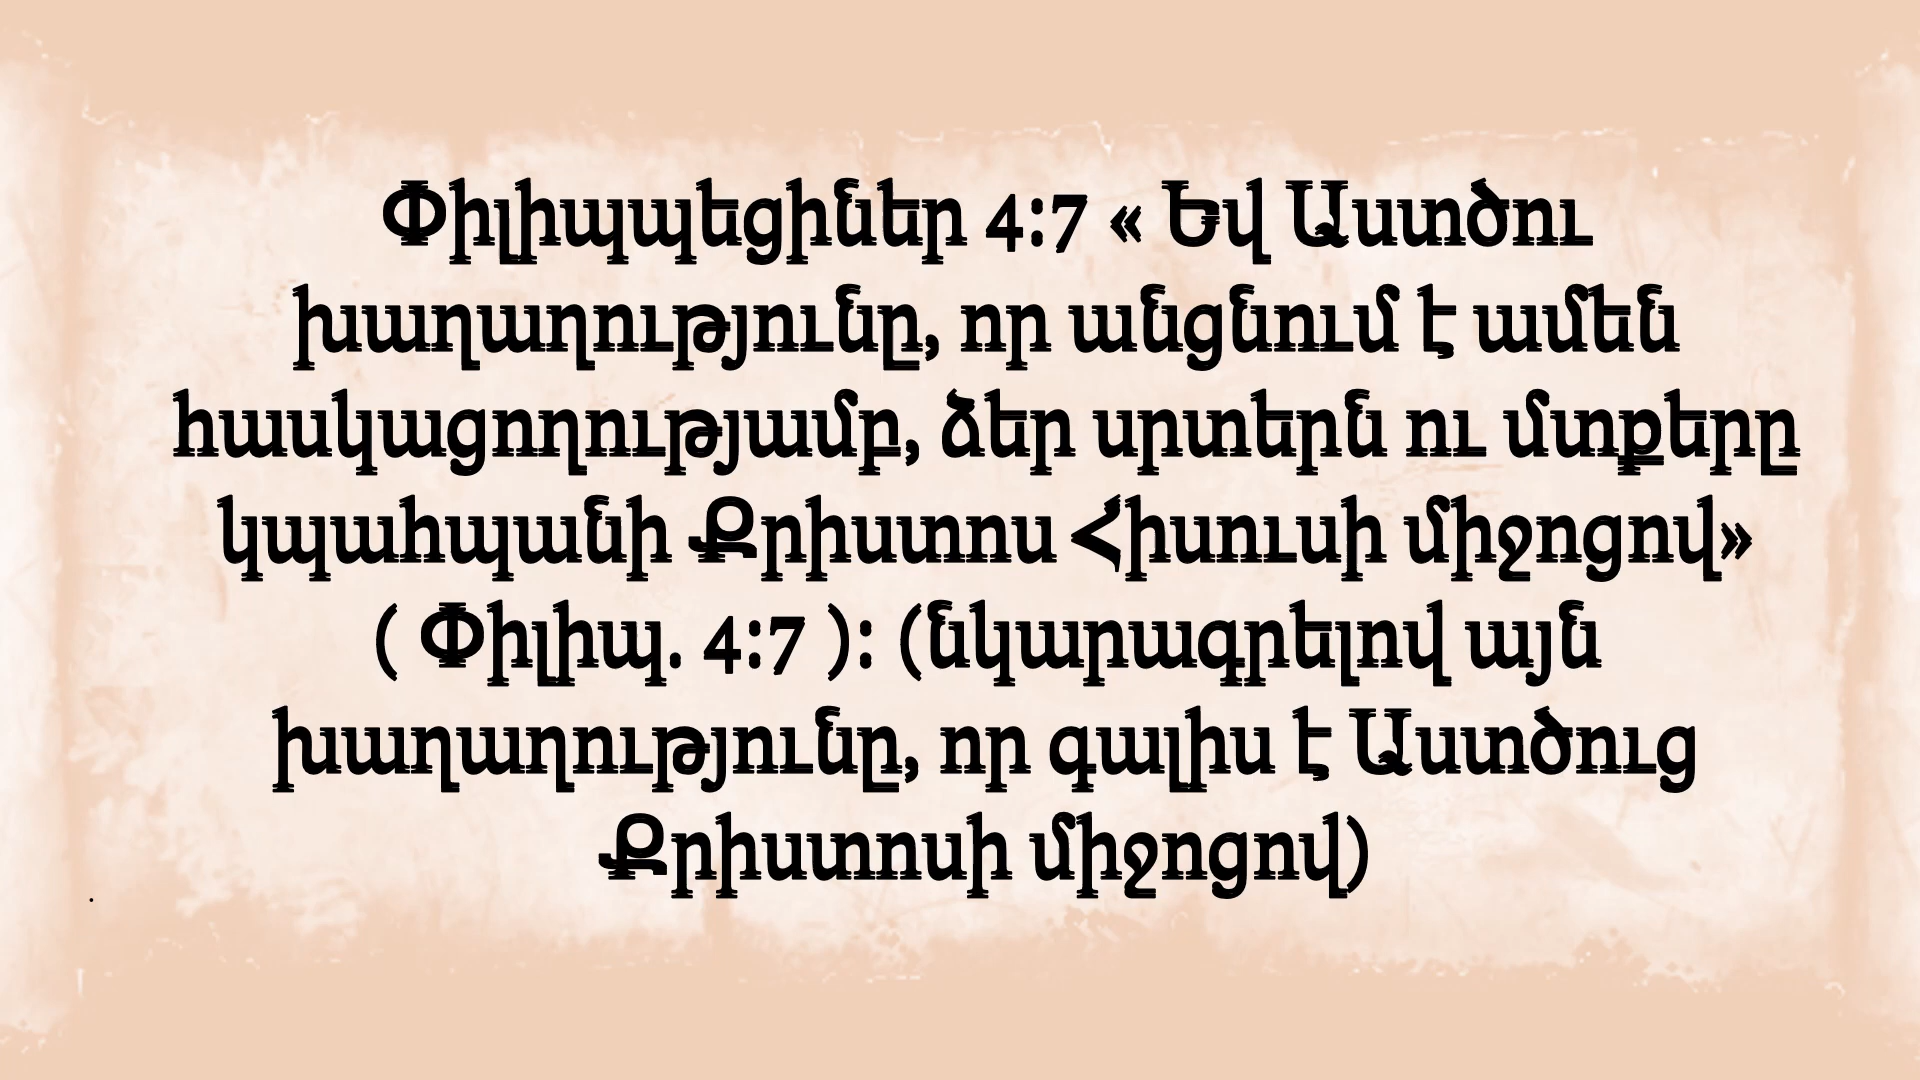 Փիլիպպեցիներ 4:7 « Եվ Աստծու
խաղաղությունը, որ անցնում է ամեն
հասկացողությամբ, ձեր սրտերն ու մտքերը
կպահպանի Քրիստոս Հիսուսի միջոցով»
( Փիլիպ. 4:7 ): (նկարագրելով այն
խաղաղությունը, որ գալիս է Աստծուց
Քրիստոսի միջոցով)
.